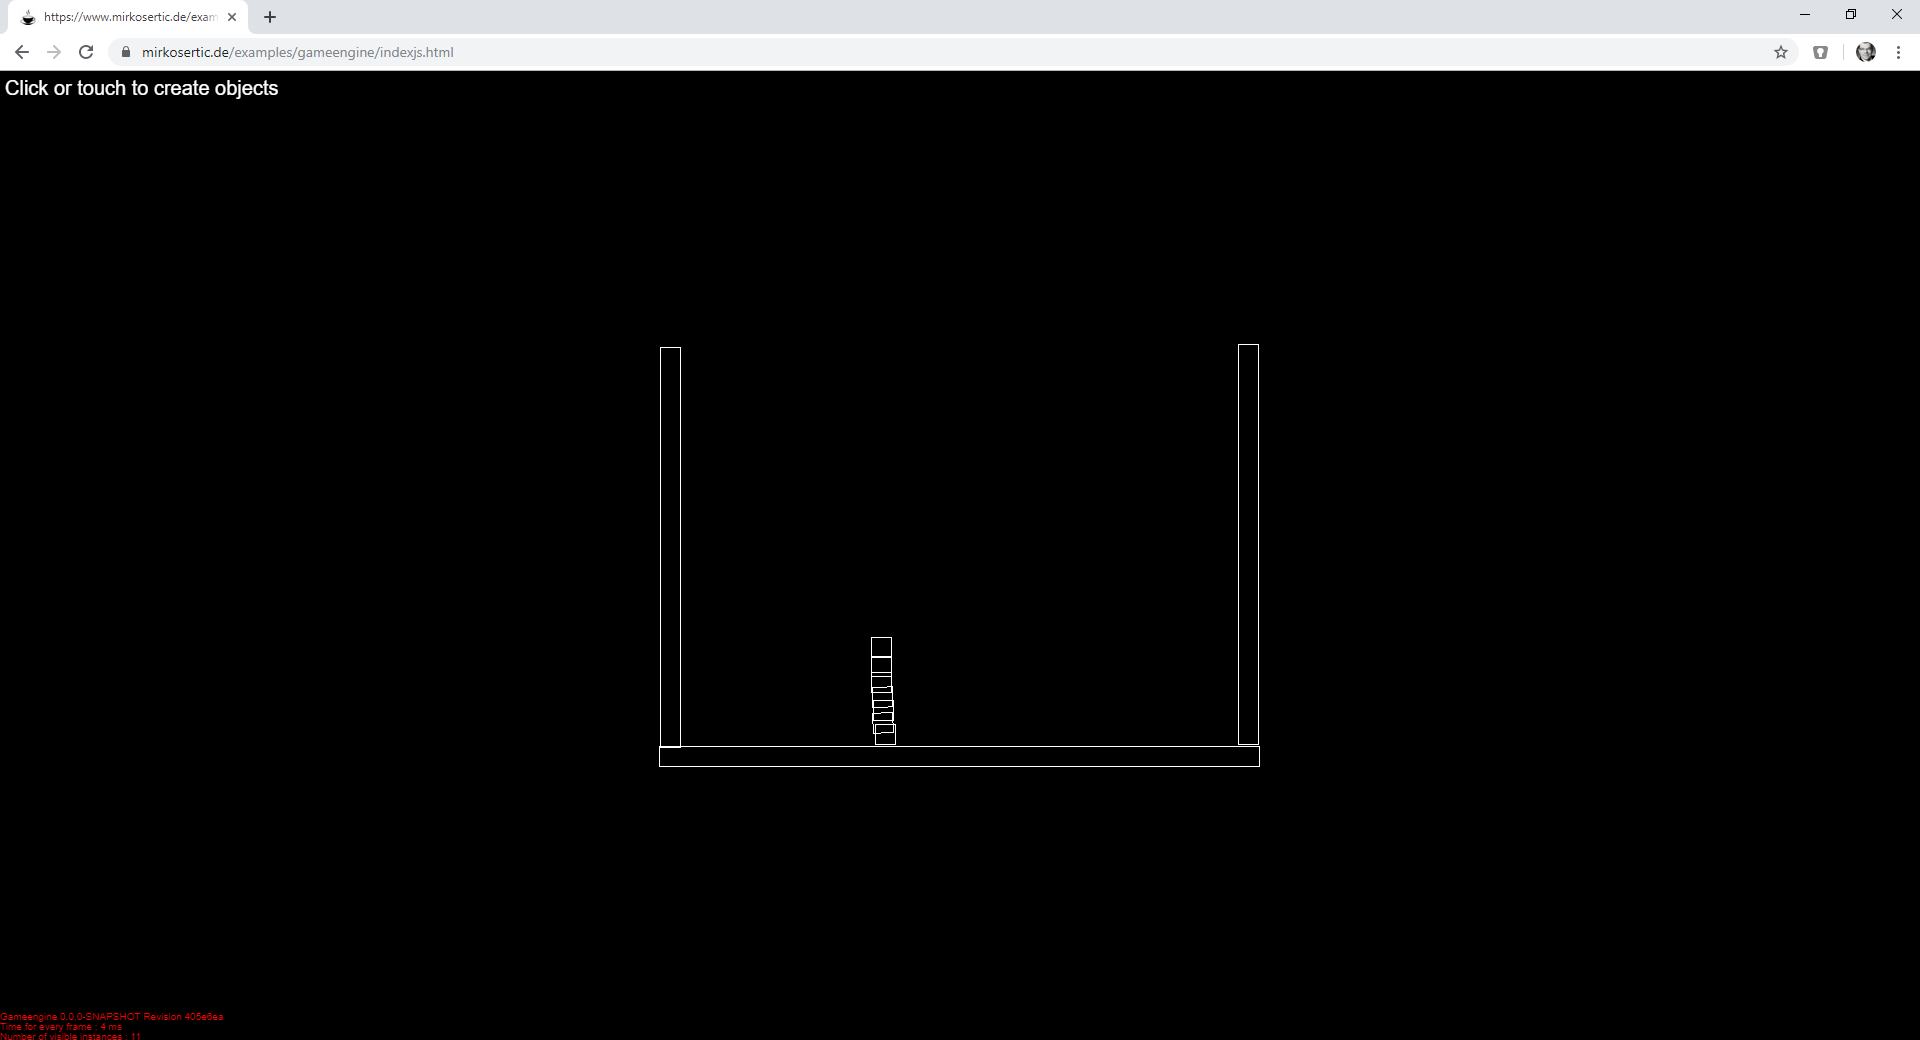 https://www.mirkosertic.de/exam
mirkosertic.de/examples/gameengine/indexjs.html
Click or touch to create objects
Gameengine 0.0.0-SNAPSHOT Revision 405e6ea
Time for every frame : 4 ms
Number of visible instances : 11